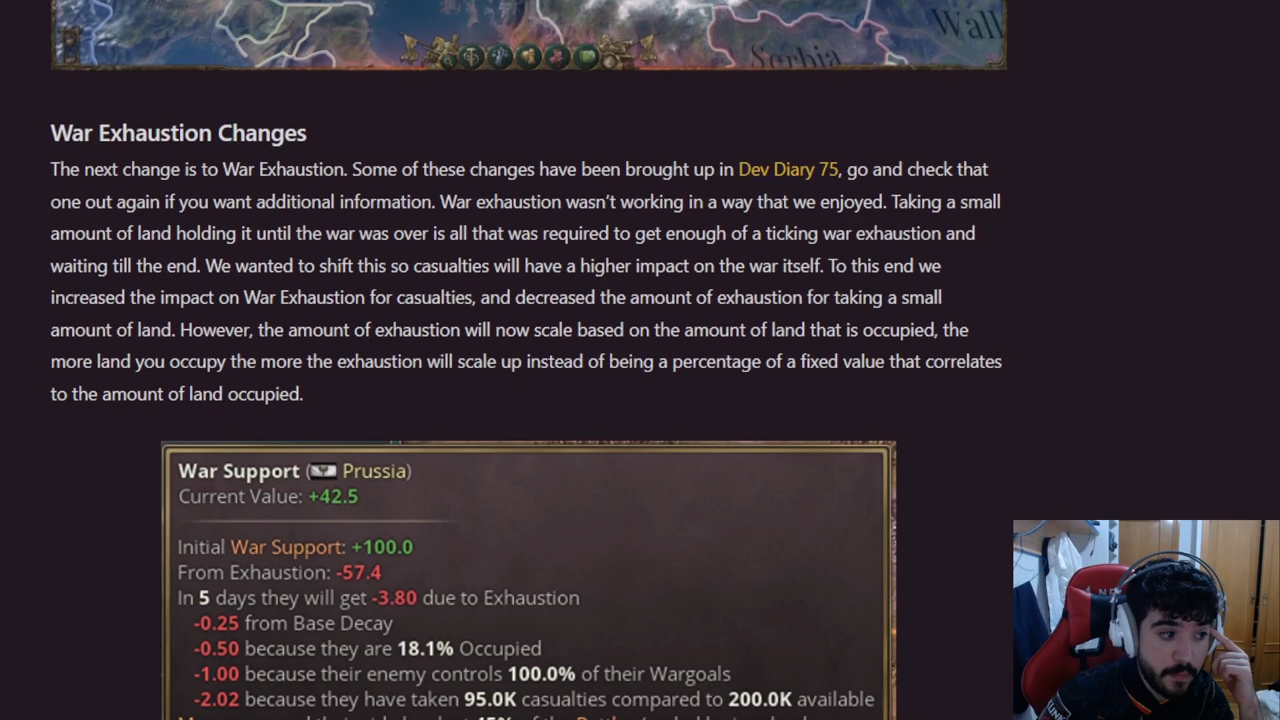 Wall
Serbia
War Exhaustion Changes
The next change is to War Exhaustion. Some of these changes have been brought up in Dev Diary 75, go and check that
one out again if you want additional information. War exhaustion wasn’t working in a way that we enjoyed. Taking a small
amount of land holding it until the war was over is all that was required to get enough of a ticking war exhaustion and
waiting till the end. We wanted to shift this so casualties will have a higher impact on the war itself. To this end we
increased the impact on War Exhaustion for casualties, and decreased the amount of exhaustion for taking a small
amount of land. However, the amount of exhaustion will now scale based on the amount of land that is occupied, the
more land you occupy the more the exhaustion will scale up instead of being a percentage of a fixed value that correlates
to the amount of land occupied.
War Support (Prussia)
Current Value: +42.5
Initial War Support: +100.0
From Exhaustion: -57.4
In 5 days they will get -3.80 due to Exhaustion
-0.25 from Base Decay
-0.50 because they are 18.1% Occupied
-1.00 because their enemy controls 100.0% of their Wargoals
-2.02 because they have taken 95.0K casualties compared to 200.0K available